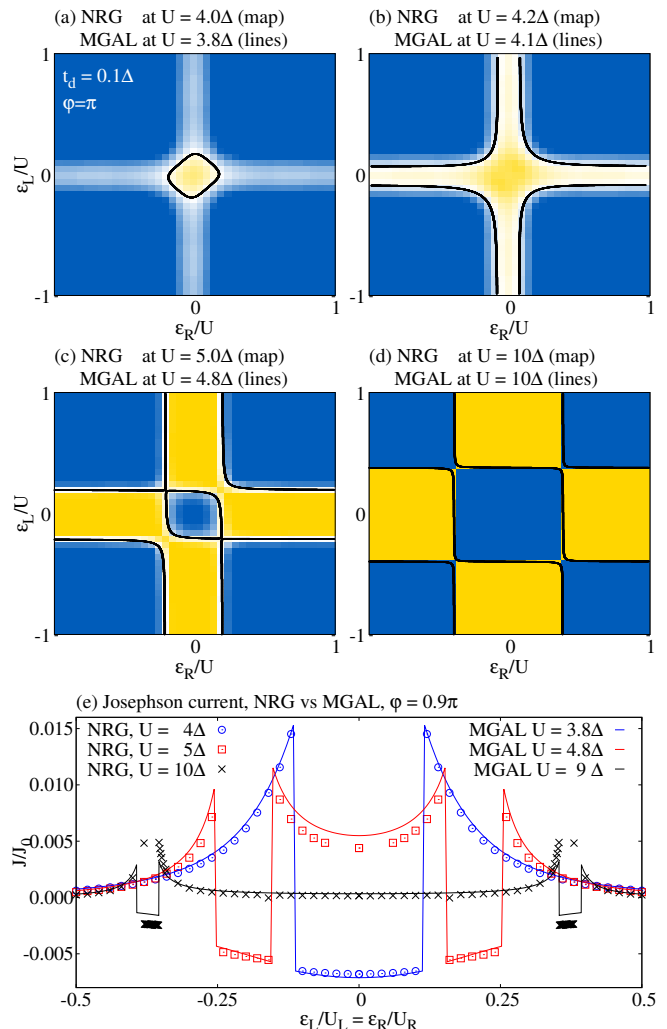 (a) NRG at U = 4.0Δ (map)
MGAL at U = 3.8Δ (lines)
(b) NRG at U = 4.2Δ (map)
MGAL at U = 4.1Δ (lines)
t_d = 0.1Δ
φ=π
1
0
-1
ε_L/U
0
1
ε_R/U
1
0
-1
0
1
ε_R/U
(c) NRG at U = 5.0Δ (map)
MGAL at U = 4.8Δ (lines)
(d) NRG at U = 10Δ (map)
MGAL at U = 10Δ (lines)
1
0
-1
ε_L/U
0
1
ε_R/U
1
0
-1
0
1
ε_R/U
(e) Josephson current, NRG vs MGAL, φ = 0.9π
NRG, U = 4Δ
NRG, U = 5Δ
NRG, U = 10Δ
MGAL U = 3.8Δ
MGAL U = 4.8Δ
MGAL U = 9 Δ
0.015
0.010
0.005
0.000
-0.005
J/J_0
-0.5
-0.25
0
0.25
0.5
ε_L/U_L = ε_R/U_R